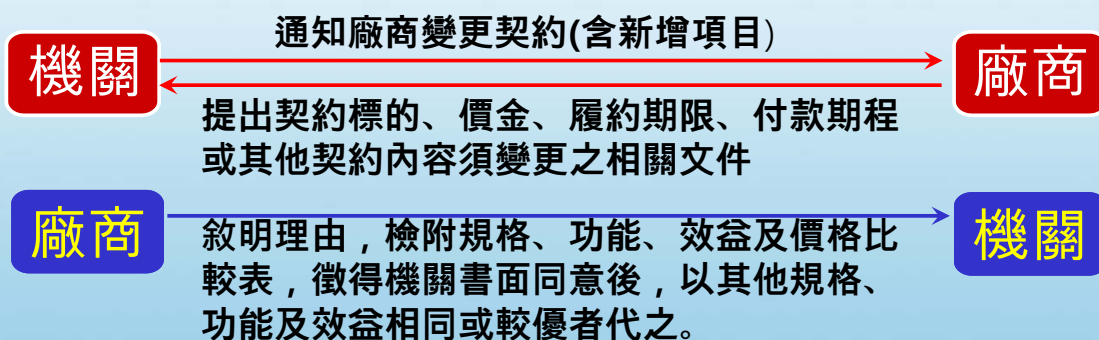 通知廠商變更契約(含新增項目)
機關
廠商
提出契約標的、價金、履約期限、付款期程
或其他契約內容須變更之相關文件
廠商
機關
敘明理由，檢附規格、功能、效益及價格比
較表，徵得機關書面同意後，以其他規格、
功能及效益相同或較優者代之。